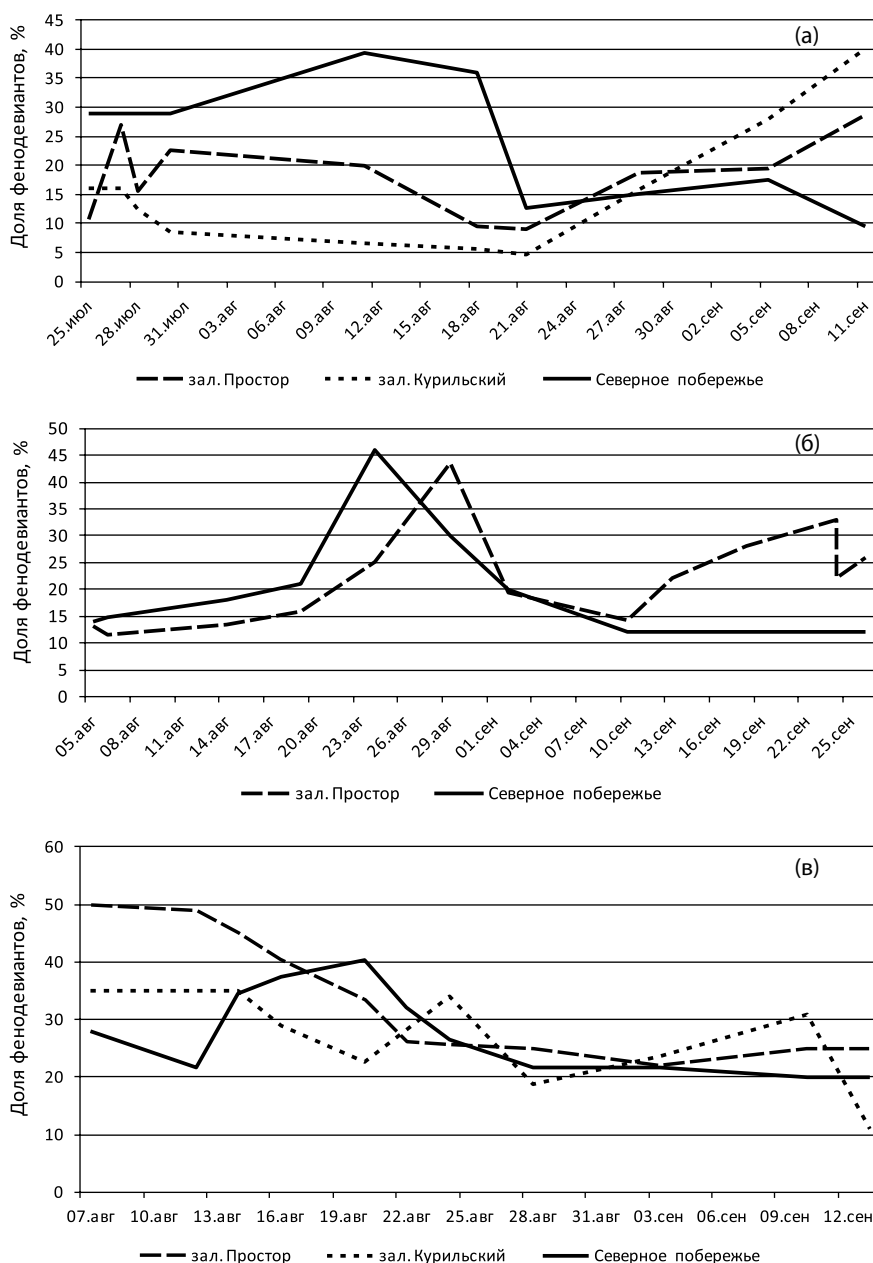 (а)
Доля фенодевиантов, %
45
40
35
30
25
20
15
10
5
0
25.июл 28.июл 31.июл 03.авг 06.авг 09.авг 12.авг 15.авг 18.авг 21.авг 24.авг 27.авг 30.авг 02.сен 05.сен 08.сен 11.сен
зал. Простор зал. Курильский Северное побережье
(б)
Доля фенодевиантов, %
50
45
40
35
30
25
20
15
10
5
0
05.авг 08.авг 11.авг 14.авг 17.авг 20.авг 23.авг 26.авг 29.авг 01.сен 04.сен 07.сен 10.сен 13.сен 16.сен 19.сен 22.сен 25.сен
зал. Простор Северное побережье
(в)
Доля фенодевиантов, %
60
50
40
30
20
10
0
07.авг 10.авг 13.авг 16.авг 19.авг 22.авг 25.авг 28.авг 31.авг 03.сен 06.сен 09.сен 12.сен
зал. Простор зал. Курильский Северное побережье